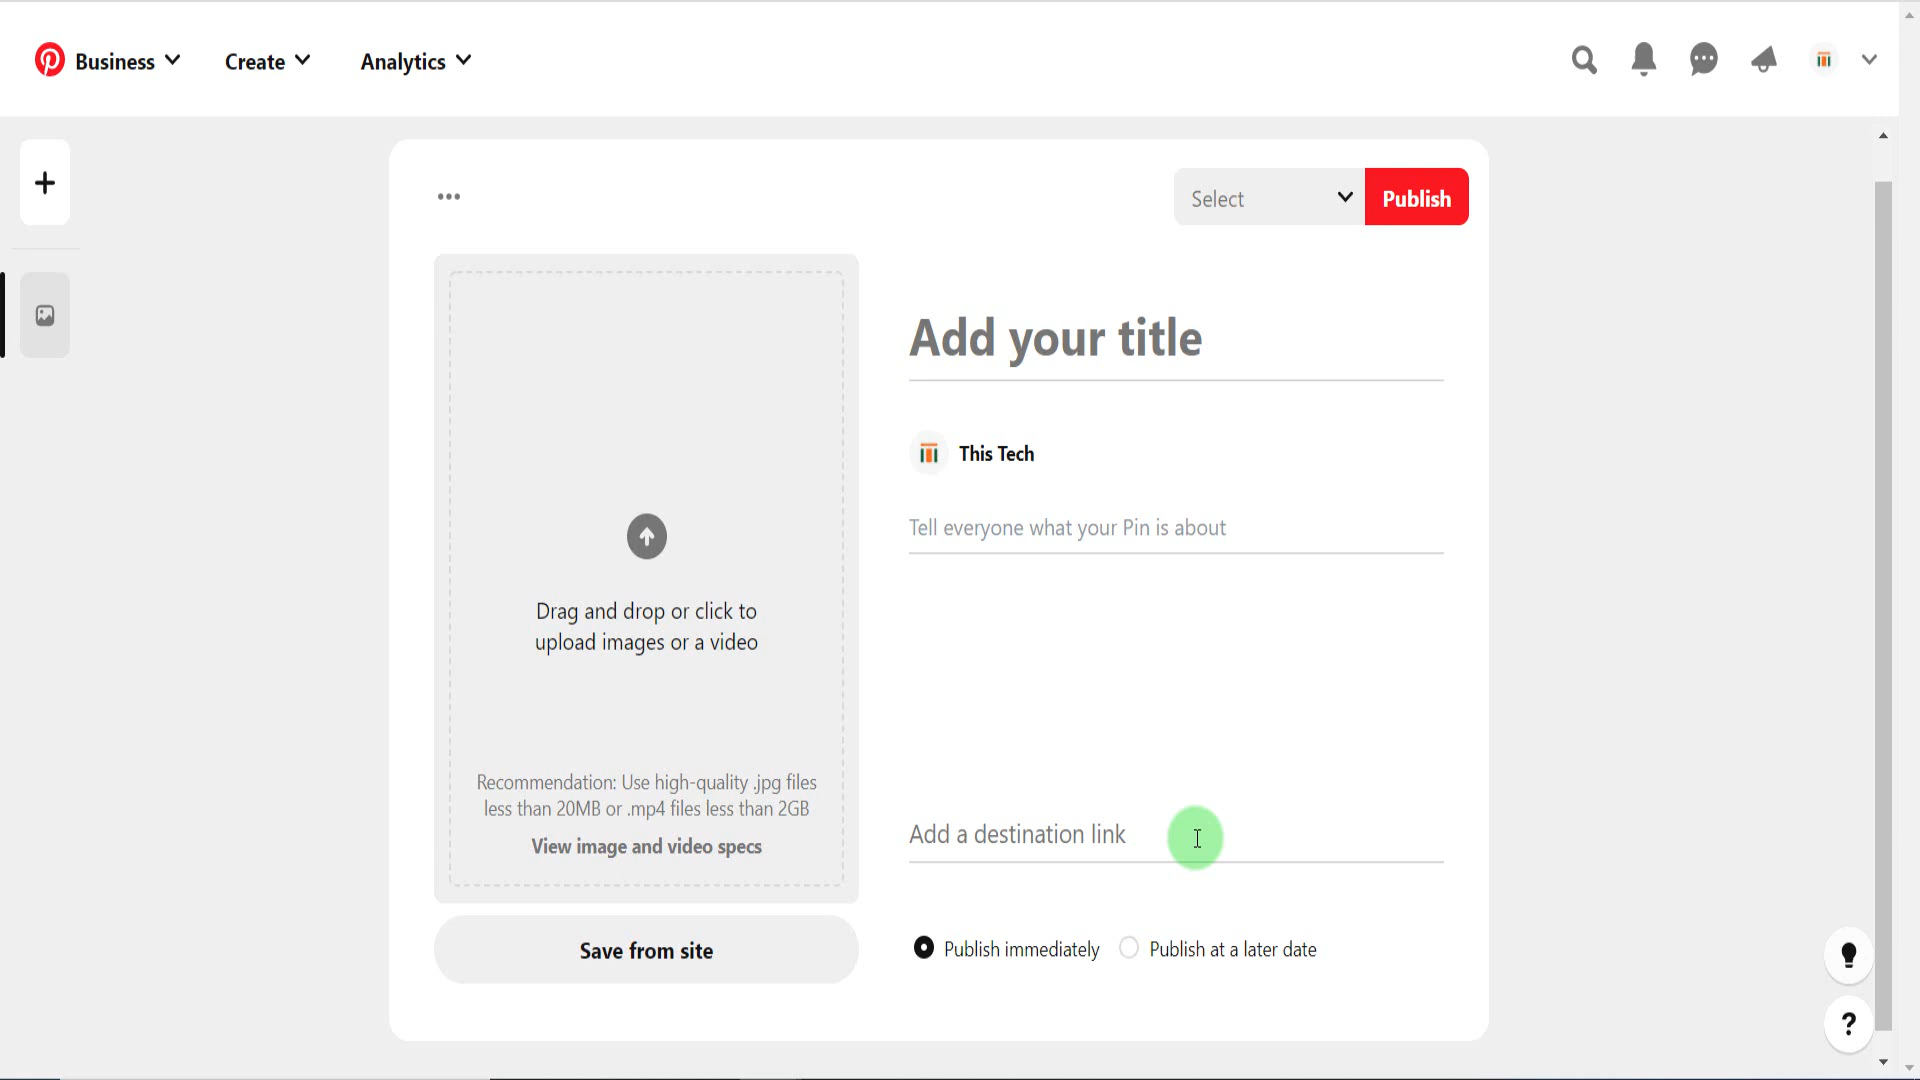 Business
Create
Analytics
Select
Publish
Add your title
This Tech
Tell everyone what your Pin is about
Drag and drop or click to
upload images or a video
Recommendation: Use high-quality .jpg files
less than 20MB or .mp4 files less than 2GB
View image and video specs
Add a destination link
Save from site
Publish immediately
Publish at a later date
?